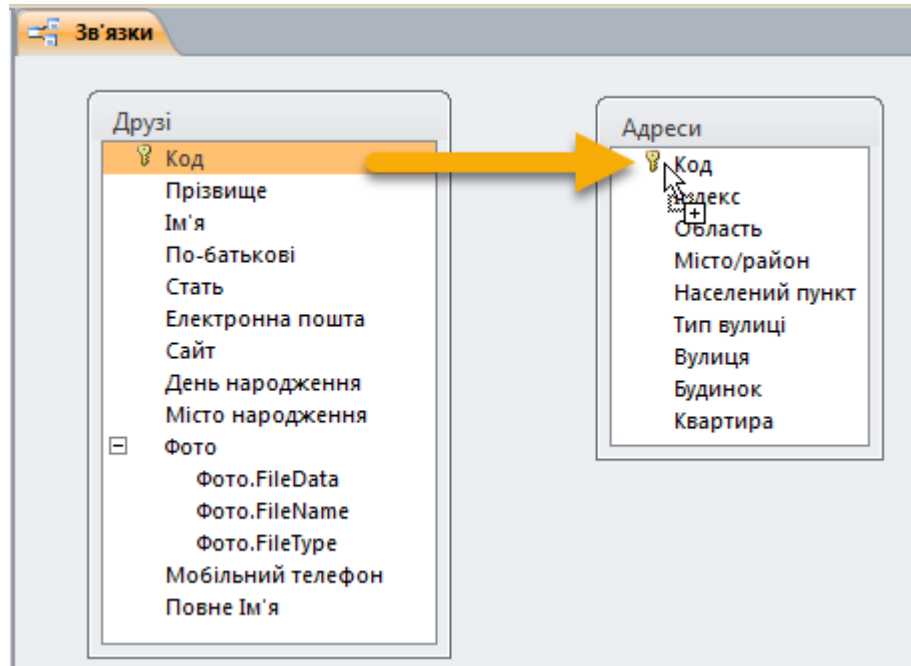 Зв'язки
Друзі
Код
Прізвище
Ім'я
По-батькові
Стать
Електронна пошта
Сайт
День народження
Місто народження
Фото
Фото.FileData
Фото.FileName
Фото.FileType
Мобільний телефон
Повне Ім'я
Адреси
Код
Індекс
Область
Місто/район
Населений пункт
Тип вулиці
Вулиця
Будинок
Квартира